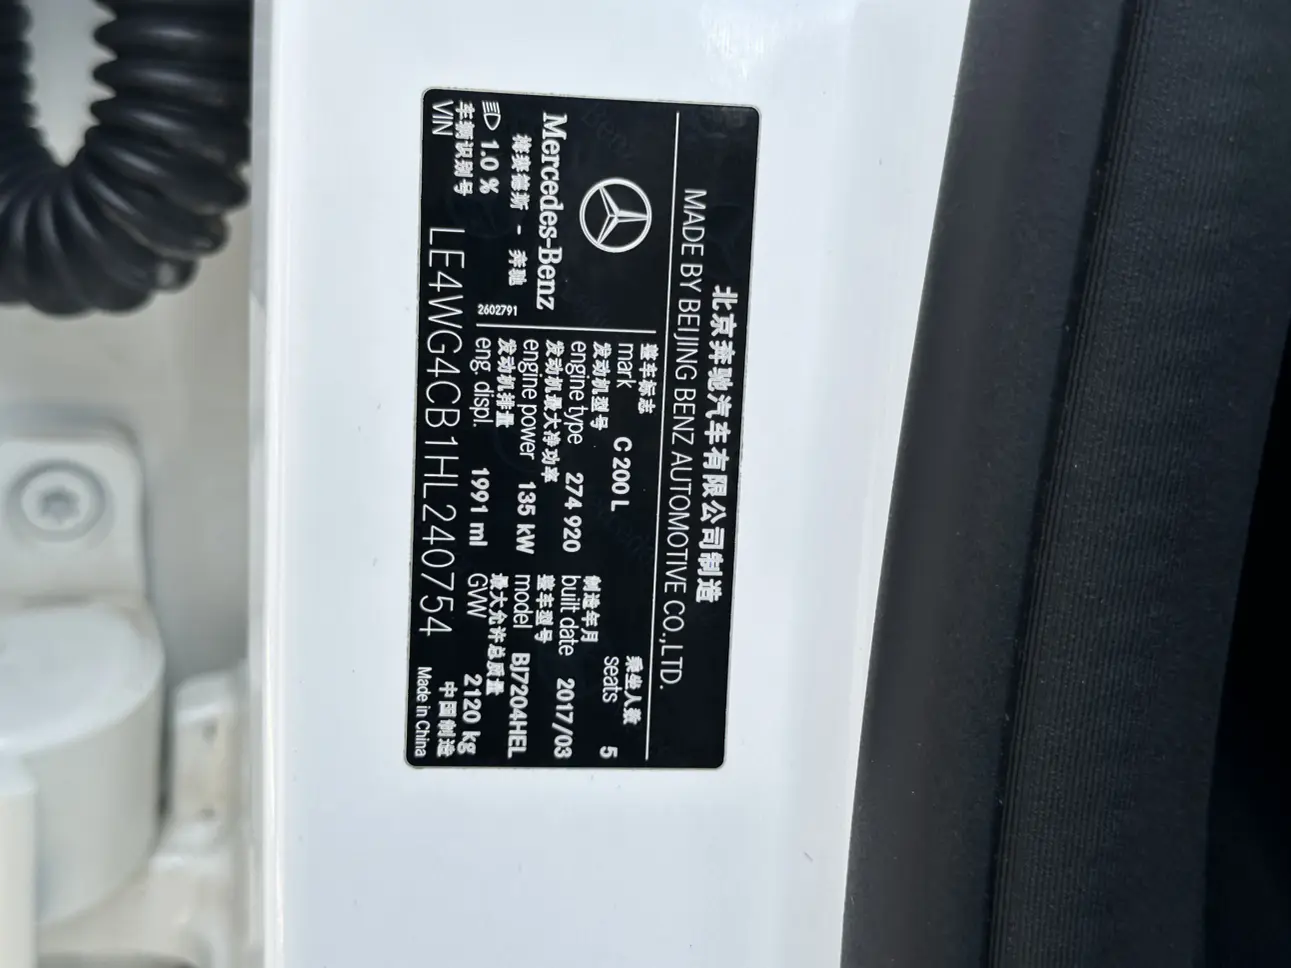 北京奔驰汽车有限公司制造
MADE BY BEIJING BENZ AUTOMOTIVE CO.,LTD.
Mercedes-Benz
梅赛德斯 - 奔驰
1.0 %
2602791
整车标志
mark C 200 L
乘坐人数
seats 5
发动机型号
engine type 274 920
制造年月
built date 2017/03
发动机最大净功率
engine power 135 kW
整车型号
model BJ7204HEL
发动机排量
eng. displ. 1991 ml
最大允许总质量
GVW 2120 kg
车辆识别号
VIN LE4WG4CB1HL240754
中国制造
Made in China